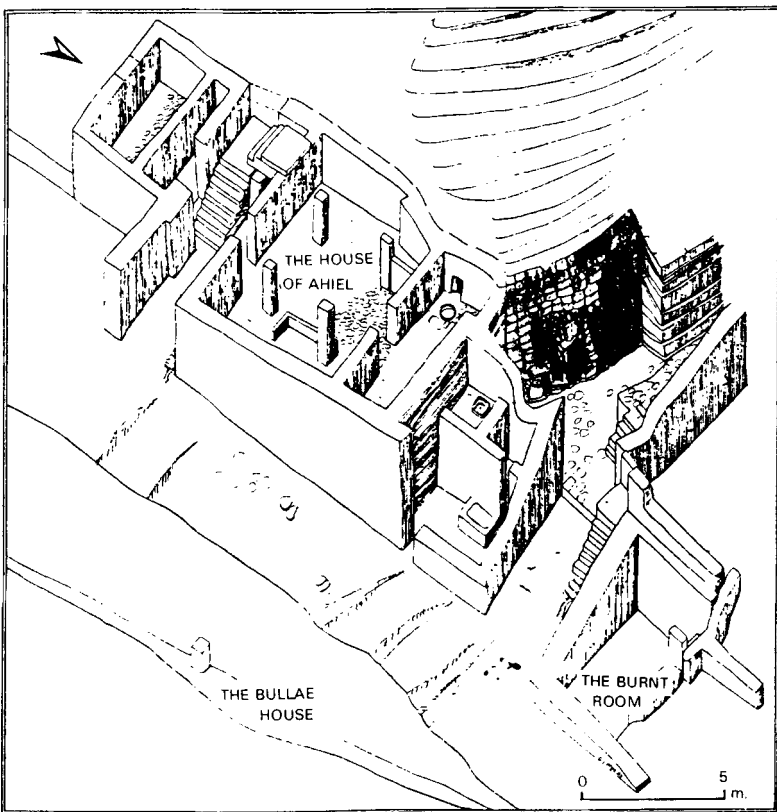 THE HOUSE
OF AHIEL
THE BULLAE
HOUSE
THE BURNT
ROOM
0 5
m.